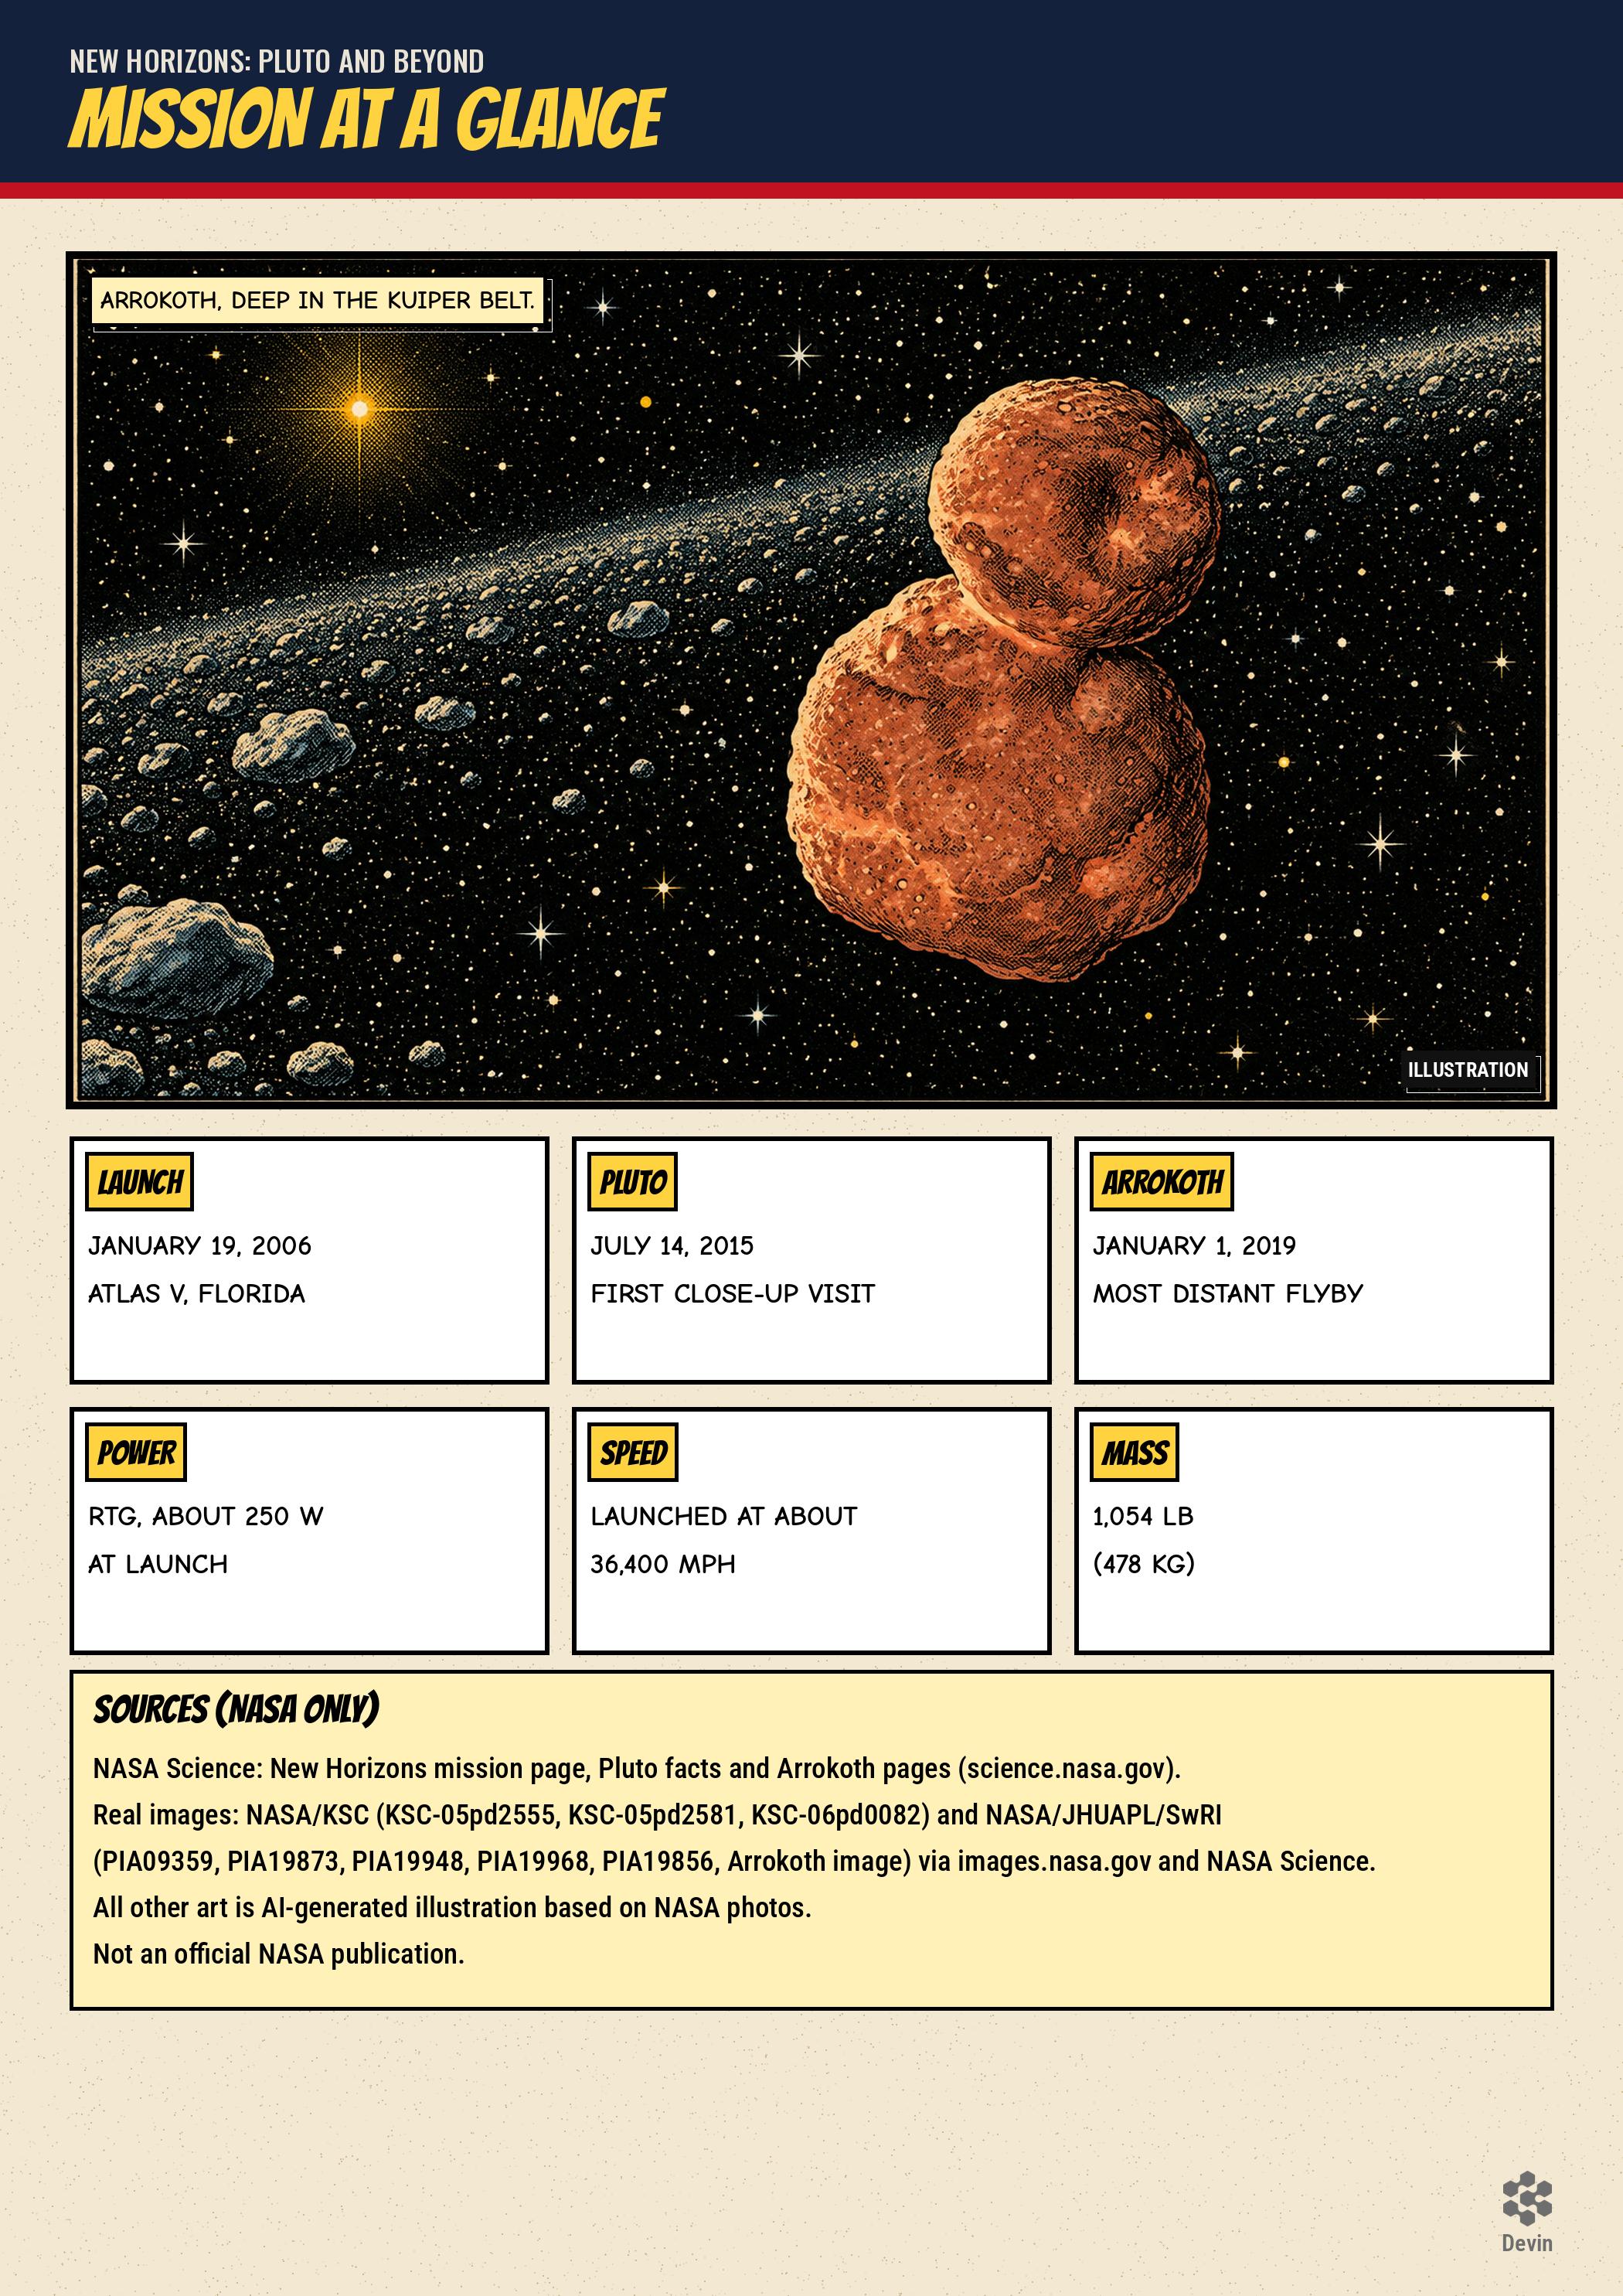 NEW HORIZONS: PLUTO AND BEYOND
MISSION AT A GLANCE
ARROKOTH, DEEP IN THE KUIPER BELT.
ILLUSTRATION
LAUNCH
JANUARY 19, 2006
ATLAS V, FLORIDA
PLUTO
JULY 14, 2015
FIRST CLOSE-UP VISIT
ARROKOTH
JANUARY 1, 2019
MOST DISTANT FLYBY
POWER
RTG, ABOUT 250 W
AT LAUNCH
SPEED
LAUNCHED AT ABOUT
36,400 MPH
MASS
1,054 LB
(478 KG)
SOURCES (NASA ONLY)
NASA Science: New Horizons mission page, Pluto facts and Arrokoth pages (science.nasa.gov).
Real images: NASA/KSC (KSC-05pd2555, KSC-05pd2581, KSC-06pd0082) and NASA/JHUAPL/SwRI
(PIA09359, PIA19873, PIA19948, PIA19968, PIA19856, Arrokoth image) via images.nasa.gov and NASA Science.
All other art is AI-generated illustration based on NASA photos.
Not an official NASA publication.
Devin